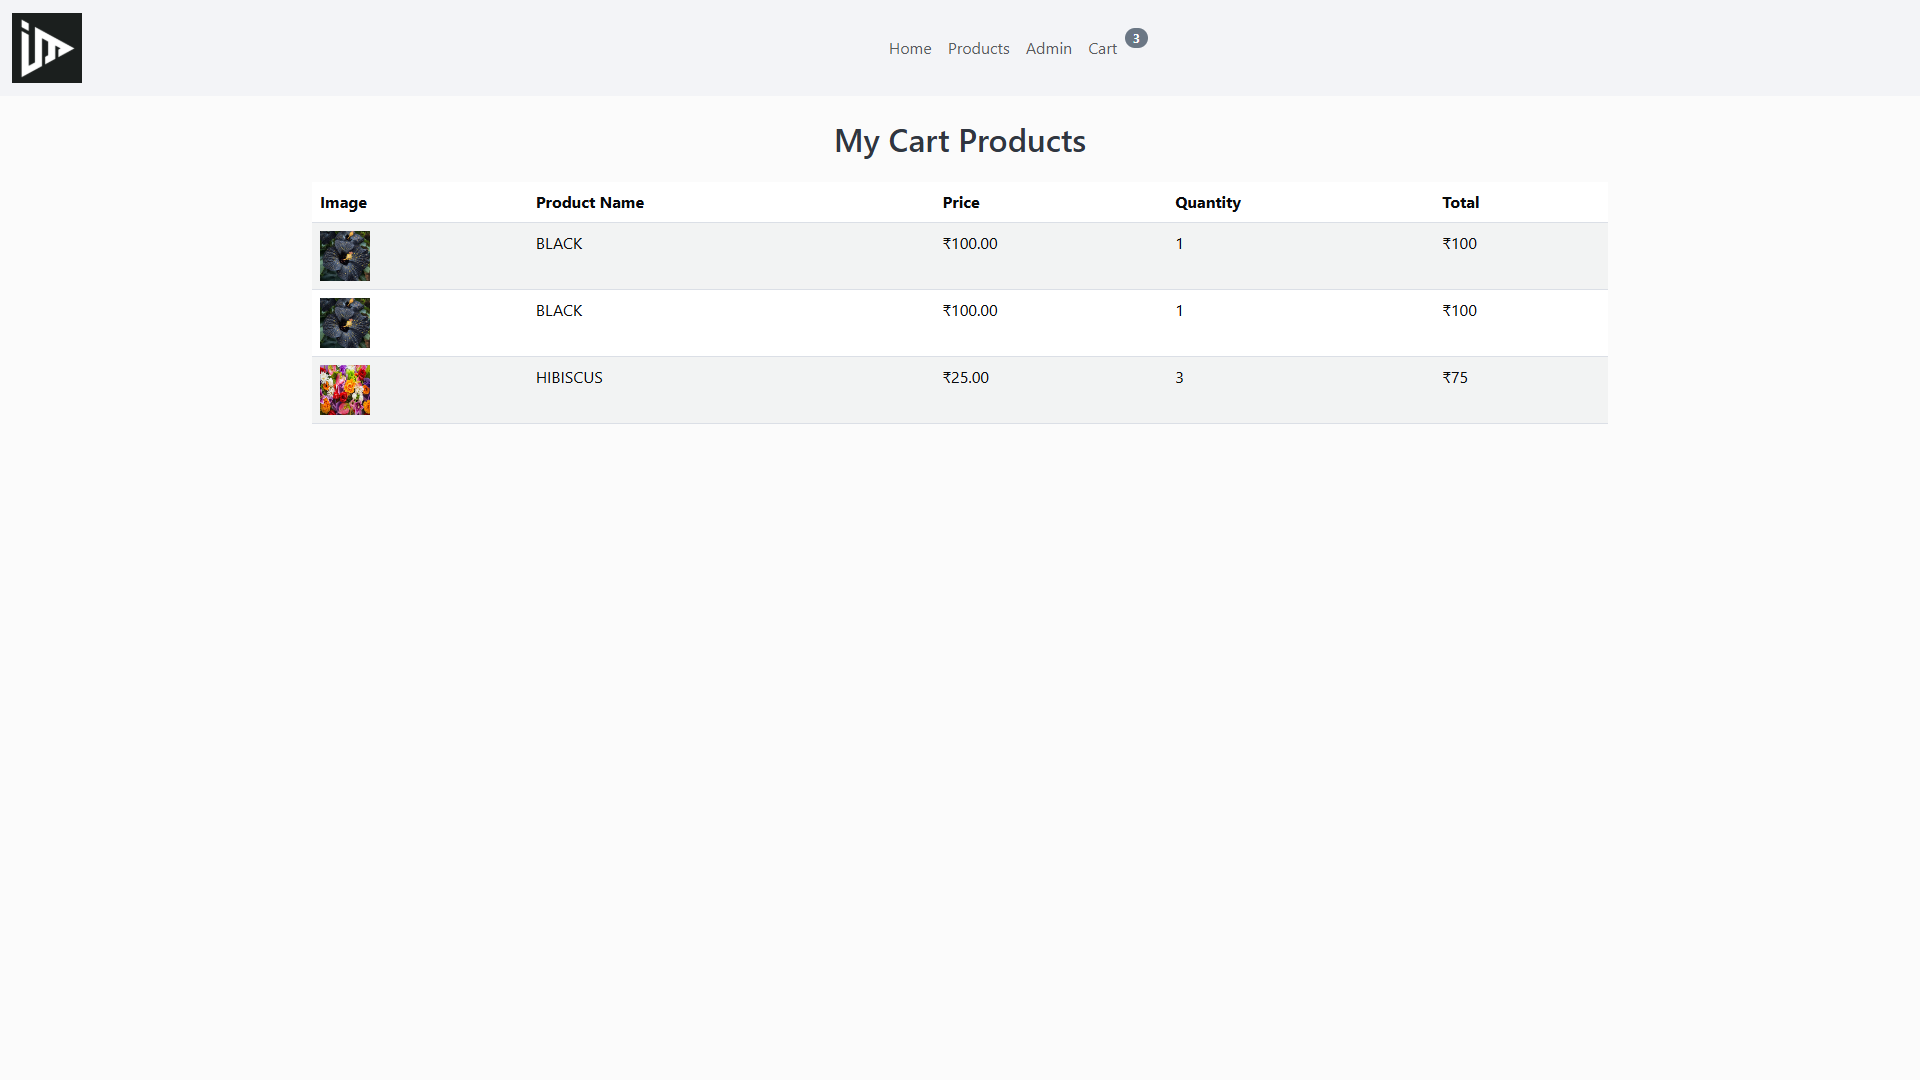 Home Products Admin Cart 3
My Cart Products
Image Product Name Price Quantity Total
BLACK ₹100.00 1 ₹100
BLACK ₹100.00 1 ₹100
HIBISCUS ₹25.00 3 ₹75